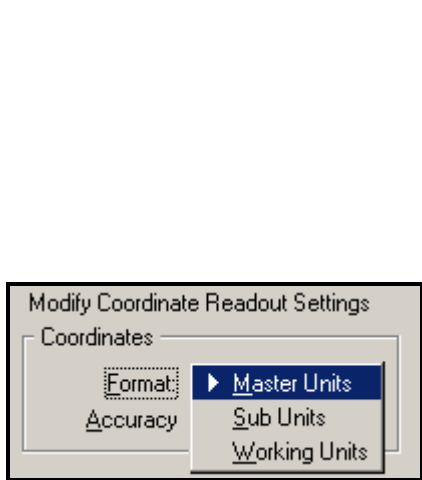 Modify Coordinate Readout Settings
Coordinates
Format: Master Units
Accuracy Sub Units
Working Units